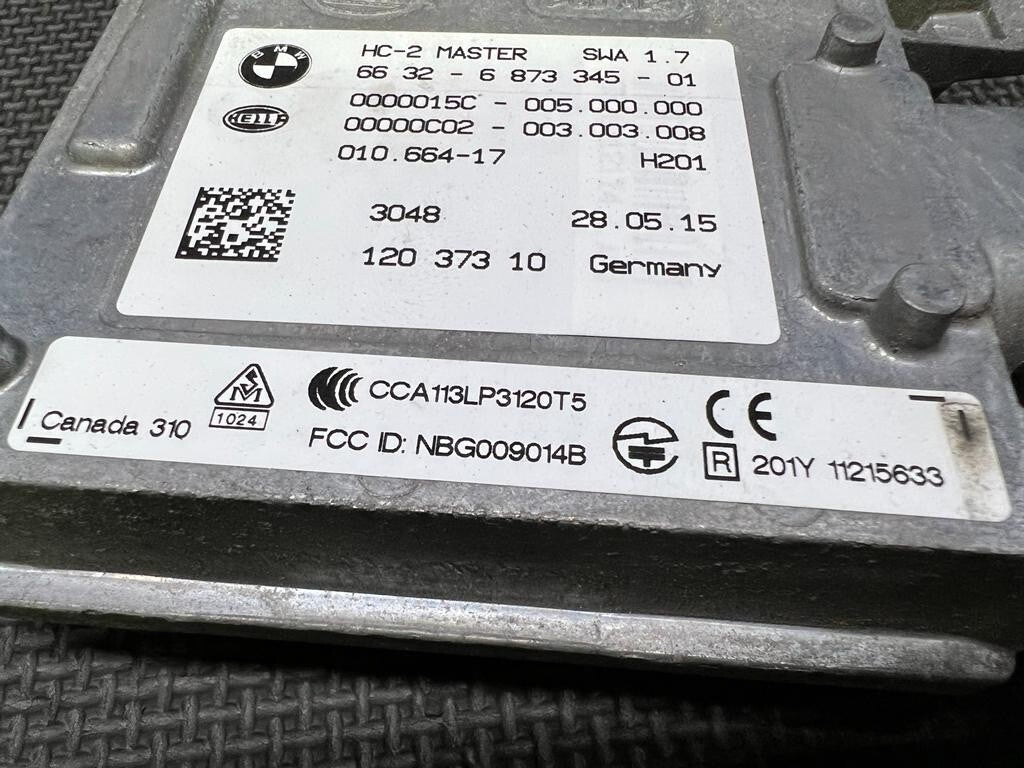 BMW
HC-2 MASTER SWA 1.7
66 32 - 6 873 345 - 01
HELLA
0000015C - 005.000.000
00000C02 - 003.003.008
010.664-17 H201
3048 28.05.15
120 373 10 Germany
Canada 310
1024
CCA113LP3120T5
FCC ID: NBG009014B
CE
R 201Y 11215633